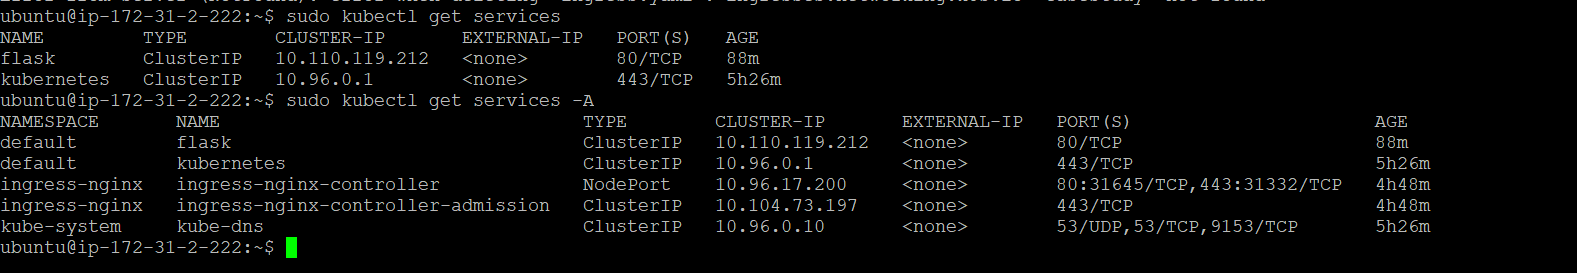 ubuntu@ip-172-31-2-222:~$ sudo kubectl get services
NAME         TYPE        CLUSTER-IP       EXTERNAL-IP   PORT(S)   AGE
flask        ClusterIP   10.110.119.212   <none>        80/TCP    88m
kubernetes   ClusterIP   10.96.0.1        <none>        443/TCP   5h26m
ubuntu@ip-172-31-2-222:~$ sudo kubectl get services -A
NAMESPACE       NAME                                 TYPE        CLUSTER-IP       EXTERNAL-IP   PORT(S)                      AGE
default         flask                                ClusterIP   10.110.119.212   <none>        80/TCP                       88m
default         kubernetes                           ClusterIP   10.96.0.1        <none>        443/TCP                      5h26m
ingress-nginx   ingress-nginx-controller             NodePort    10.96.17.200     <none>        80:31645/TCP,443:31332/TCP   4h48m
ingress-nginx   ingress-nginx-controller-admission   ClusterIP   10.104.73.197    <none>        443/TCP                      4h48m
kube-system     kube-dns                             ClusterIP   10.96.0.10       <none>        53/UDP,53/TCP,9153/TCP       5h26m
ubuntu@ip-172-31-2-222:~$